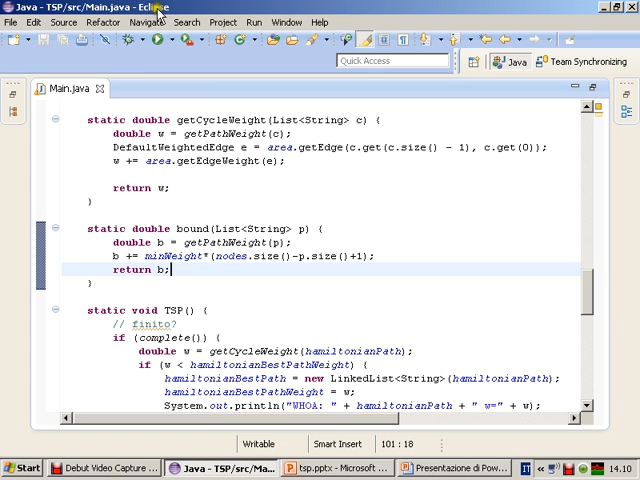 Java - TSP/src/Main.java - Eclipse
File Edit Source Refactor Navigate Search Project Run Window Help
Quick Access
Java
Team Synchronizing
Main.java
static double getCycleWeight(List<String> c) {
double w = getPathWeight(c);
DefaultWeightedEdge e = area.getEdge(c.get(c.size() - 1), c.get(0));
w += area.getEdgeWeight(e);
return w;
}
static double bound(List<String> p) {
double b = getPathWeight(p);
b += minWeight*(nodes.size()-p.size()+1);
return b;
}
static void TSP() {
// finito?
if (complete()) {
double w = getCycleWeight(hamiltonianPath);
if (w < hamiltonianBestPathWeight) {
hamiltonianBestPath = new LinkedList<String>(hamiltonianPath);
hamiltonianBestPathWeight = w;
System.out.println("WHOA: " + hamiltonianPath + " w=" + w);
Writable
Smart Insert
101 : 18
Start
Debut Video Capture ...
Java - TSP/src/Ma...
tsp.pptx - Microsoft ...
Presentazione di Pow...
IT
14.10